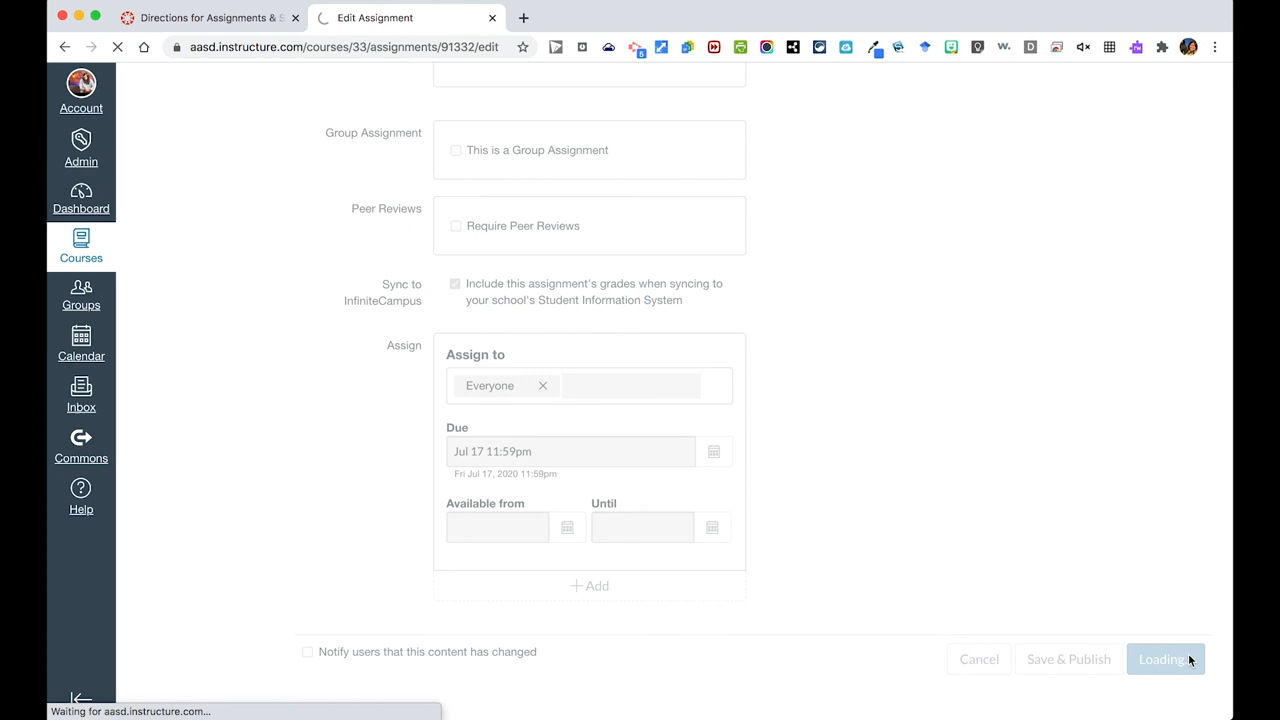 Directions for Assignments & S
Edit Assignment
aasd.instructure.com/courses/33/assignments/91332/edit
5
W.
D
Account
Admin
Dashboard
Courses
Groups
Calendar
Inbox
Commons
Help
Group Assignment
This is a Group Assignment
Peer Reviews
Require Peer Reviews
Sync to
InfiniteCampus
Include this assignment's grades when syncing to
your school's Student Information System
Assign
Assign to
Everyone
Due
Jul 17 11:59pm
Fri Jul 17, 2020 11:59pm
Available from
Until
Add
Notify users that this content has changed
Cancel
Save & Publish
Loading...
Waiting for aasd.instructure.com...